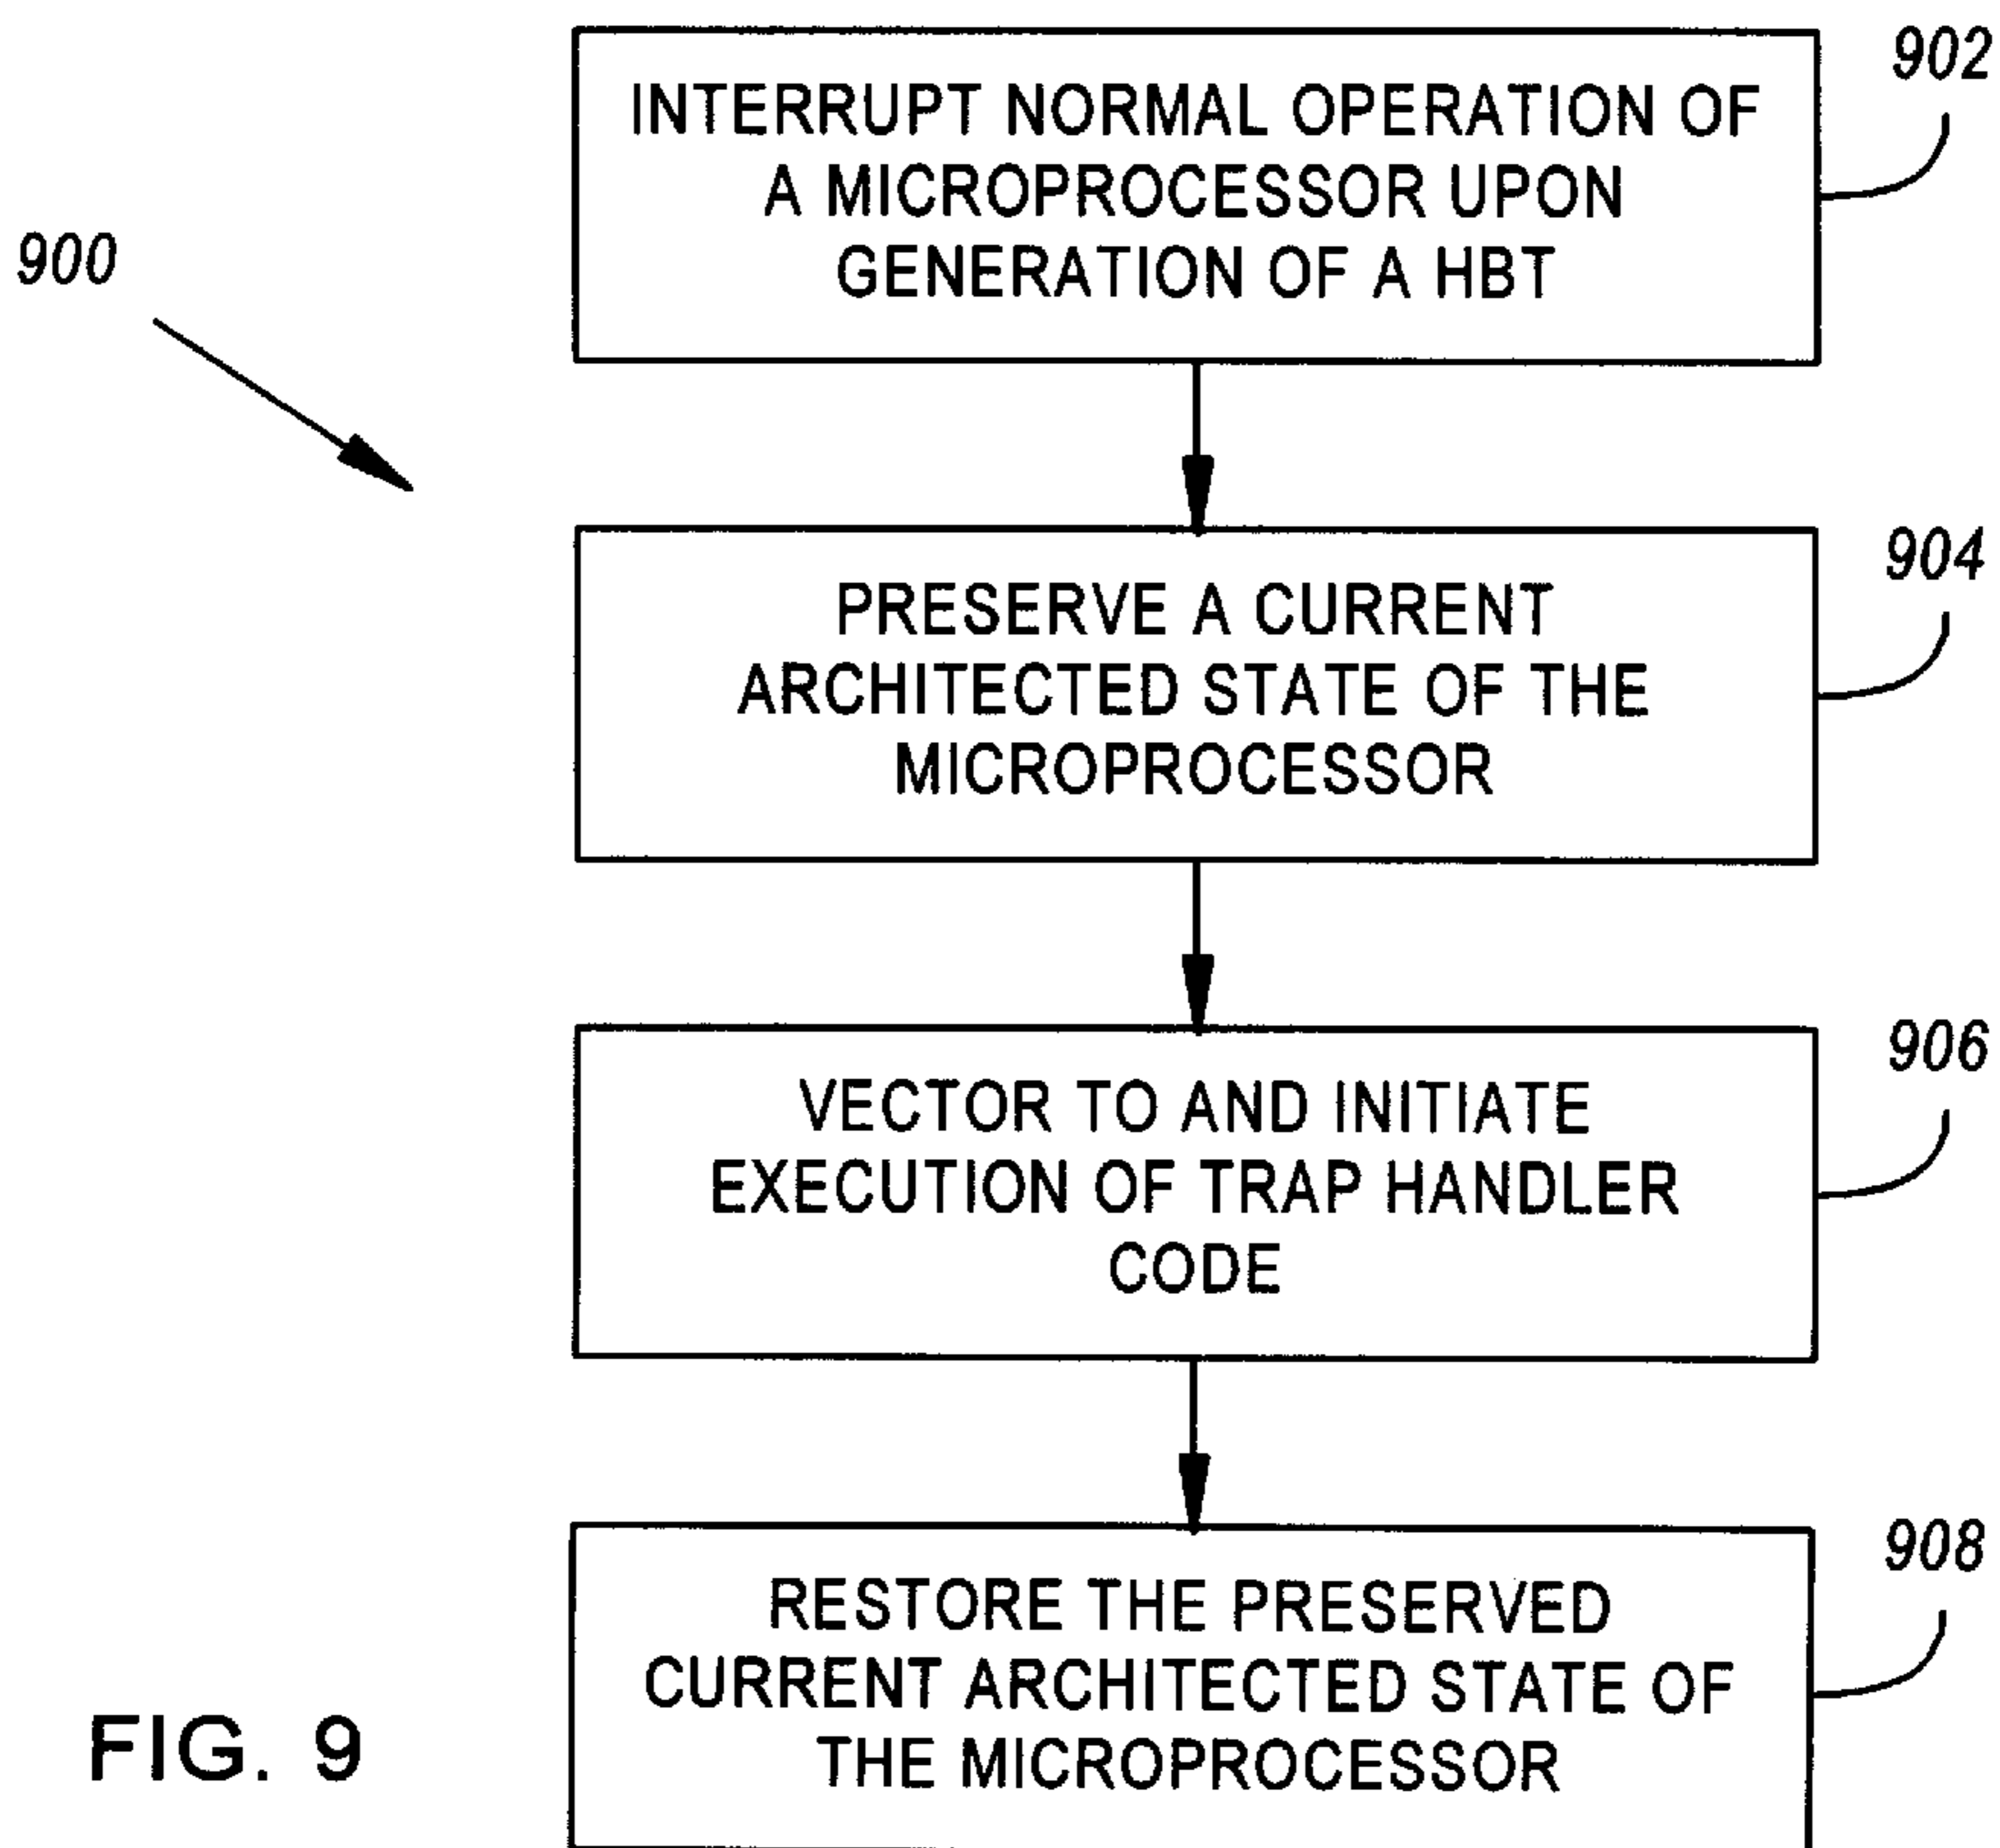 902
INTERRUPT NORMAL OPERATION OF
A MICROPROCESSOR UPON
GENERATION OF A HBT
900
904
PRESERVE A CURRENT
ARCHITECTED STATE OF THE
MICROPROCESSOR
906
VECTOR TO AND INITIATE
EXECUTION OF TRAP HANDLER
CODE
908
RESTORE THE PRESERVED
CURRENT ARCHITECTED STATE OF
THE MICROPROCESSOR
FIG. 9